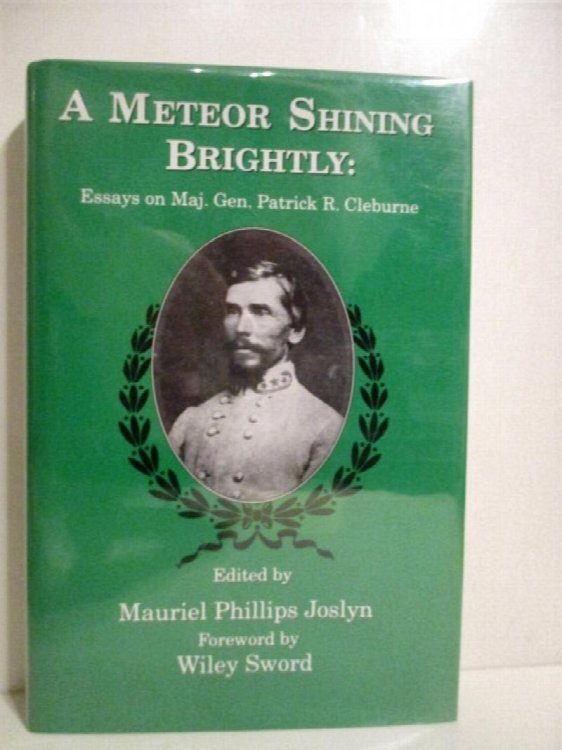 A METEOR SHINING
BRIGHTLY:
Essays on Maj. Gen. Patrick R. Cleburne
Edited by
Mauriel Phillips Joslyn
Foreword by
Wiley Sword